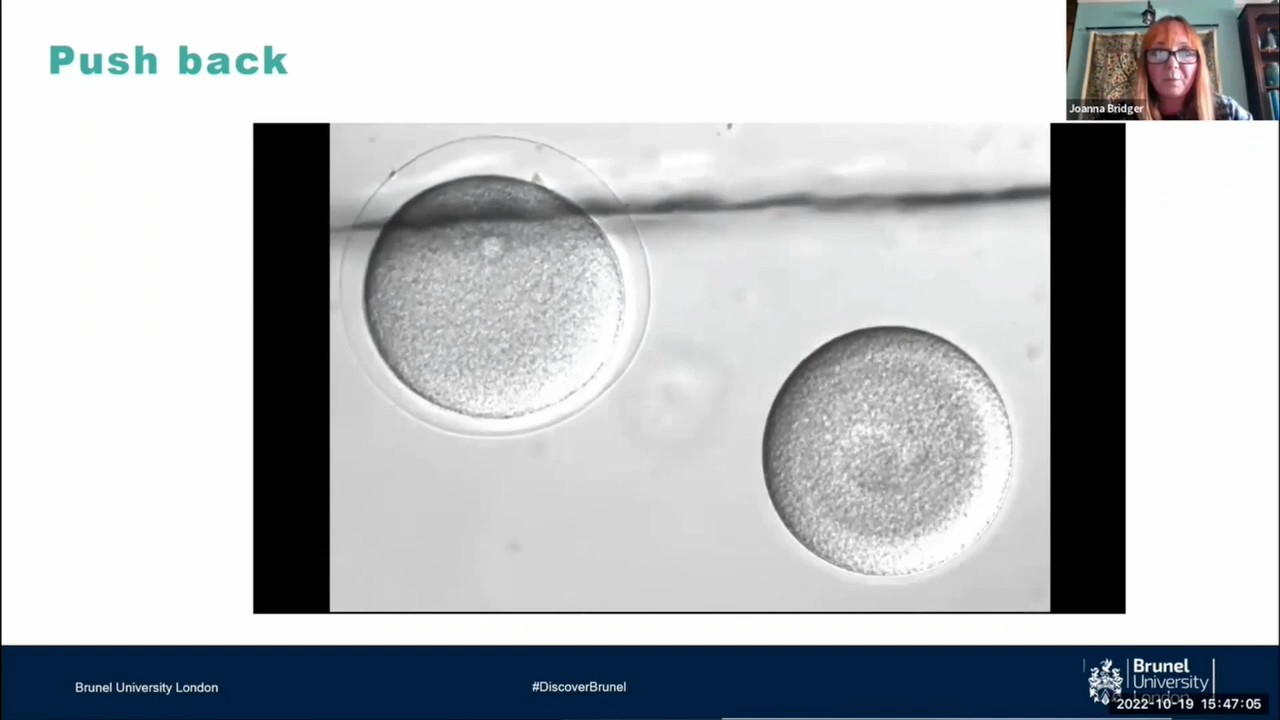 Push back
Joanna Bridger
Brunel University London
#DiscoverBrunel
Brunel
University
London
2022-10-19 15:47:05